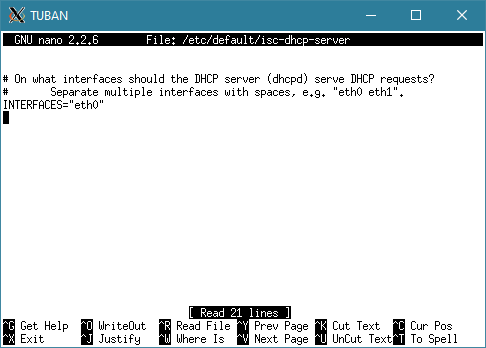 TUBAN
GNU nano 2.2.6 File: /etc/default/isc-dhcp-server
# On what interfaces should the DHCP server (dhcpd) serve DHCP requests?
# Separate multiple interfaces with spaces, e.g. "eth0 eth1".
INTERFACES="eth0"
[ Read 21 lines ]
^G Get Help ^O WriteOut ^R Read File ^Y Prev Page ^K Cut Text ^C Cur Pos
^X Exit ^J Justify ^W Where Is ^V Next Page ^U UnCut Text ^T To Spell